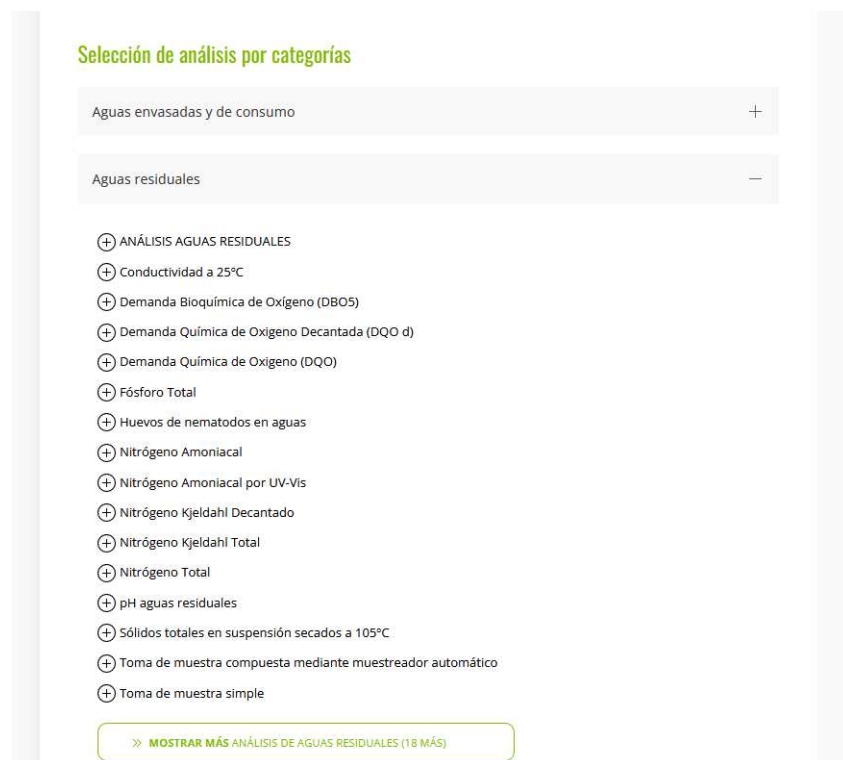 Selección de análisis por categorías
Aguas envasadas y de consumo
Aguas residuales
ANÁLISIS AGUAS RESIDUALES
Conductividad a 25ºC
Demanda Bioquímica de Oxígeno (DBO5)
Demanda Química de Oxigeno Decantada (DQO d)
Demanda Química de Oxigeno (DQO)
Fósforo Total
Huevos de nematodos en aguas
Nitrógeno Amoniacal
Nitrógeno Amoniacal por UV-Vis
Nitrógeno Kjeldahl Decantado
Nitrógeno Kjeldahl Total
Nitrógeno Total
pH aguas residuales
Sólidos totales en suspensión secados a 105ºC
Toma de muestra compuesta mediante muestreador automático
Toma de muestra simple
» MOSTRAR MÁS ANÁLISIS DE AGUAS RESIDUALES (18 MÁS)